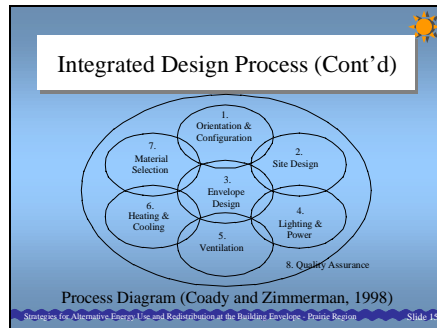 Integrated Design Process (Cont'd)
1.
Orientation &
Configuration
7.
Material
Selection
2.
Site Design
3.
Envelope
Design
6.
Heating &
Cooling
4.
Lighting &
Power
5.
Ventilation
8. Quality Assurance
Process Diagram (Coady and Zimmerman, 1998)
Strategies for Alternative Energy Use and Redistribution at the Building Envelope - Prairie Region
Slide 15